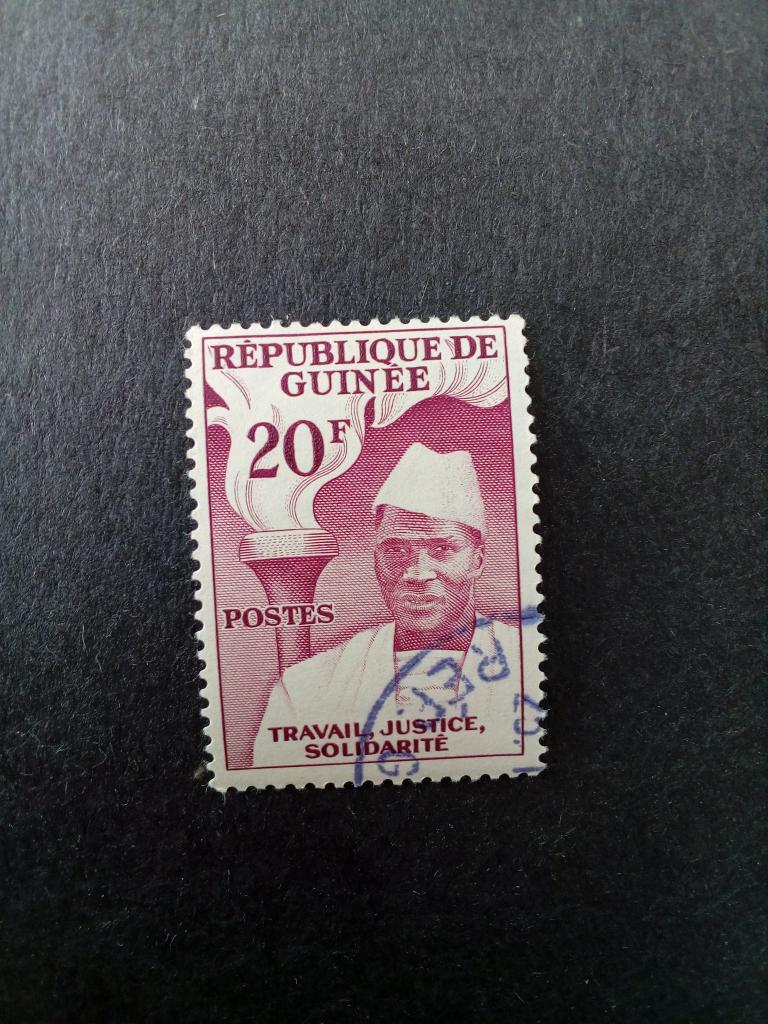 RÉPUBLIQUE DE
GUINÉE
20F
POSTES
TRAVAIL, JUSTICE,
SOLIDARITÉ